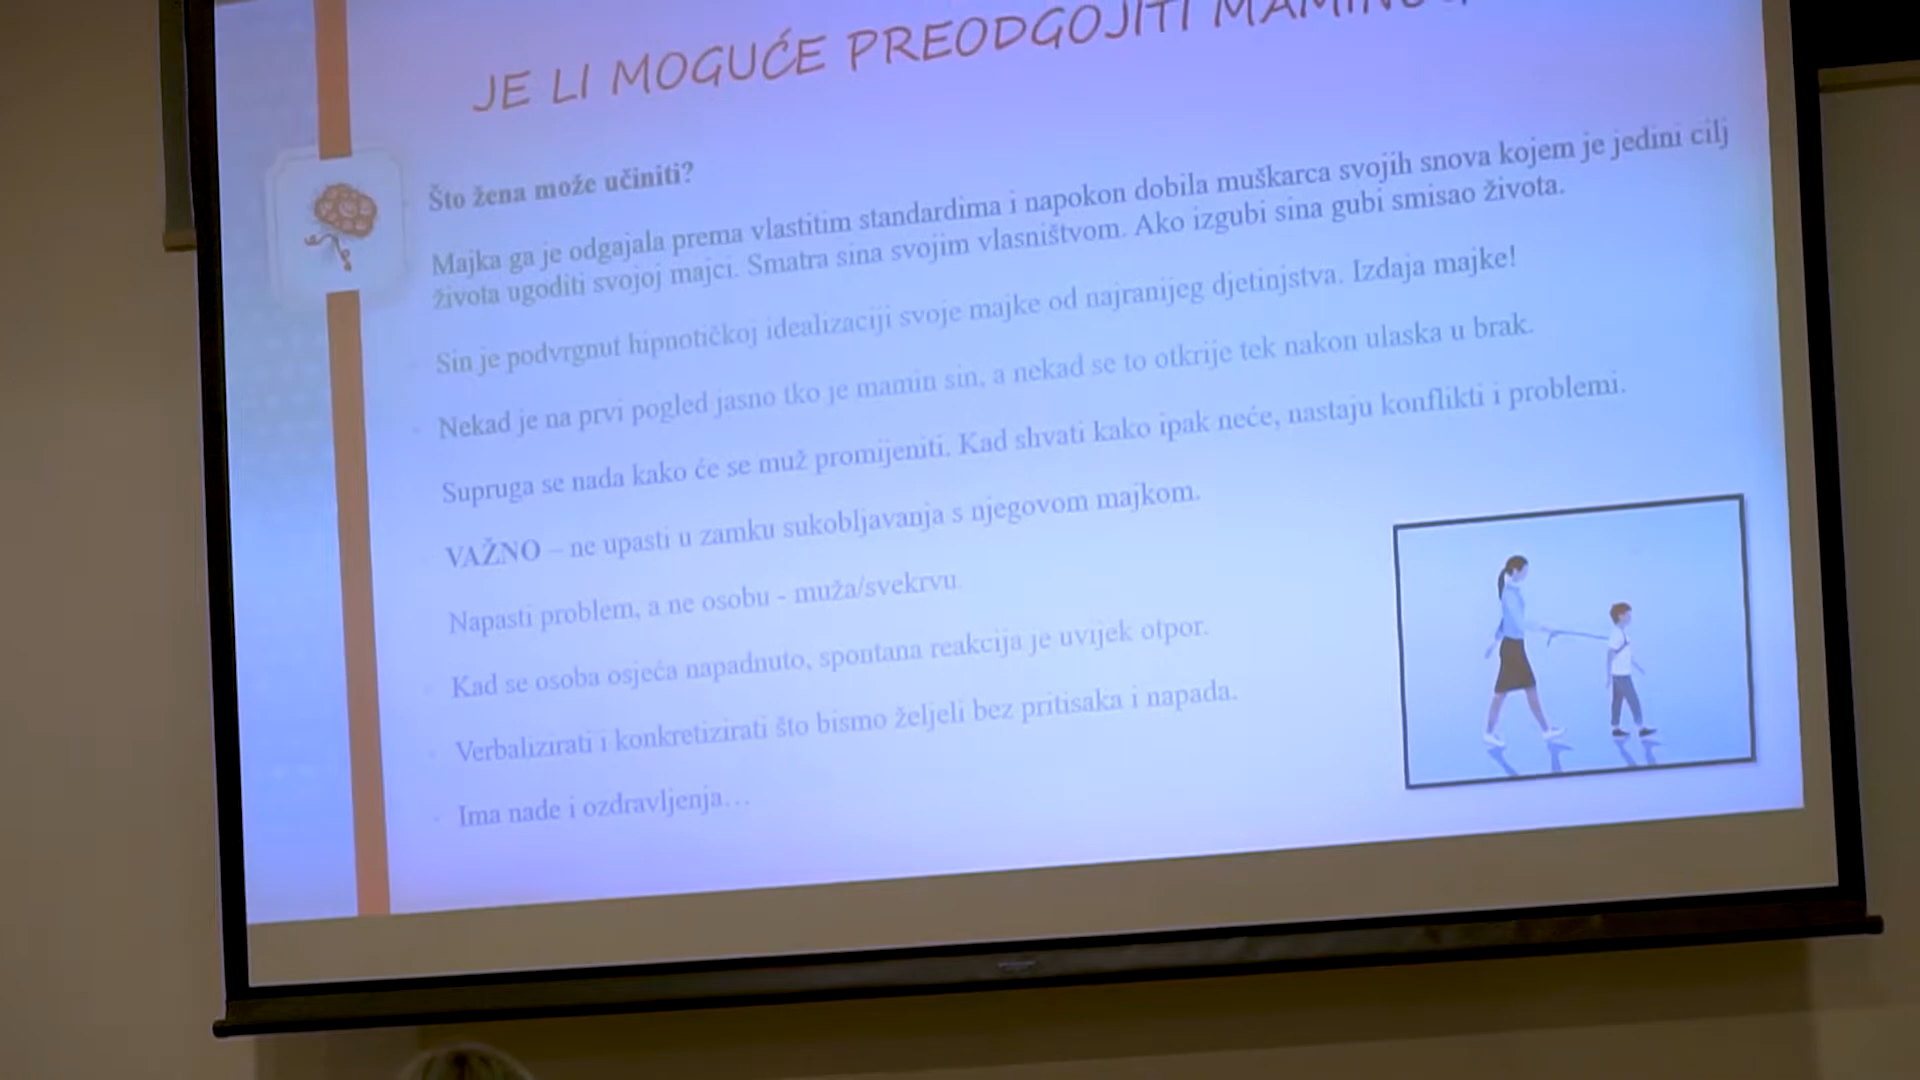 JE LI MOGUĆE PREODGOJITI
Što žena može učiniti?
Majka ga je odgajala prema vlastitim standardima i napokon dobila muškarca svojih snova kojem je jedini cilj
života ugoditi svojoj majci. Smatra sina svojim vlasništvom. Ako izgubi sina gubi smisao života.
Sin je podvrgnut hipnotičkoj idealizaciji svoje majke od najranijeg djetinjstva. Izdaja majke!
Nekad je na prvi pogled jasno tko je mamin sin, a nekad se to otkrije tek nakon ulaska u brak.
Supruga se nada kako će se muž promijeniti. Kad shvati kako ipak neće, nastaju konflikti i problemi.
VAŽNO – ne upasti u zamku sukobljavanja s njegovom majkom.
Napasti problem, a ne osobu - muža/svekrvu.
Kad se osoba osjeća napadnuto, spontana reakcija je uvijek otpor.
Verbalizirati i konkretizirati što bismo željeli bez pritisaka i napada.
Ima nade i ozdravljenja…